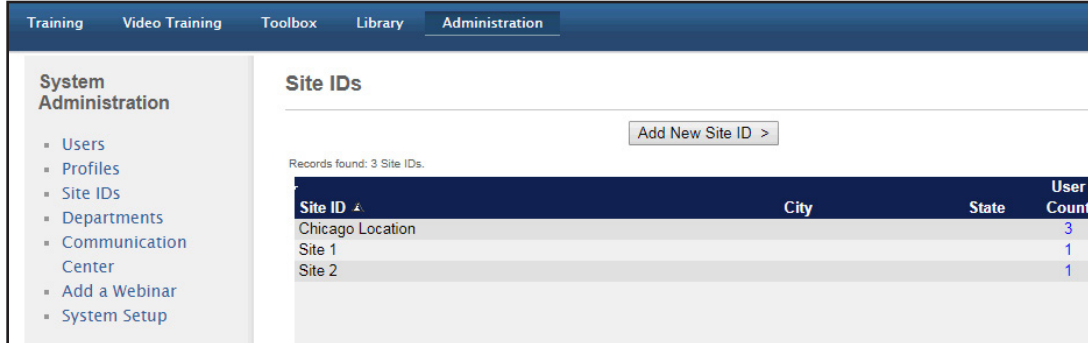 Training Video Training Toolbox Library Administration
System
Administration
Users
Profiles
Site IDs
Departments
Communication
Center
Add a Webinar
System Setup
Site IDs
Add New Site ID >
Records found: 3 Site IDs.
User
Site ID City State Count
Chicago Location 3
Site 1 1
Site 2 1